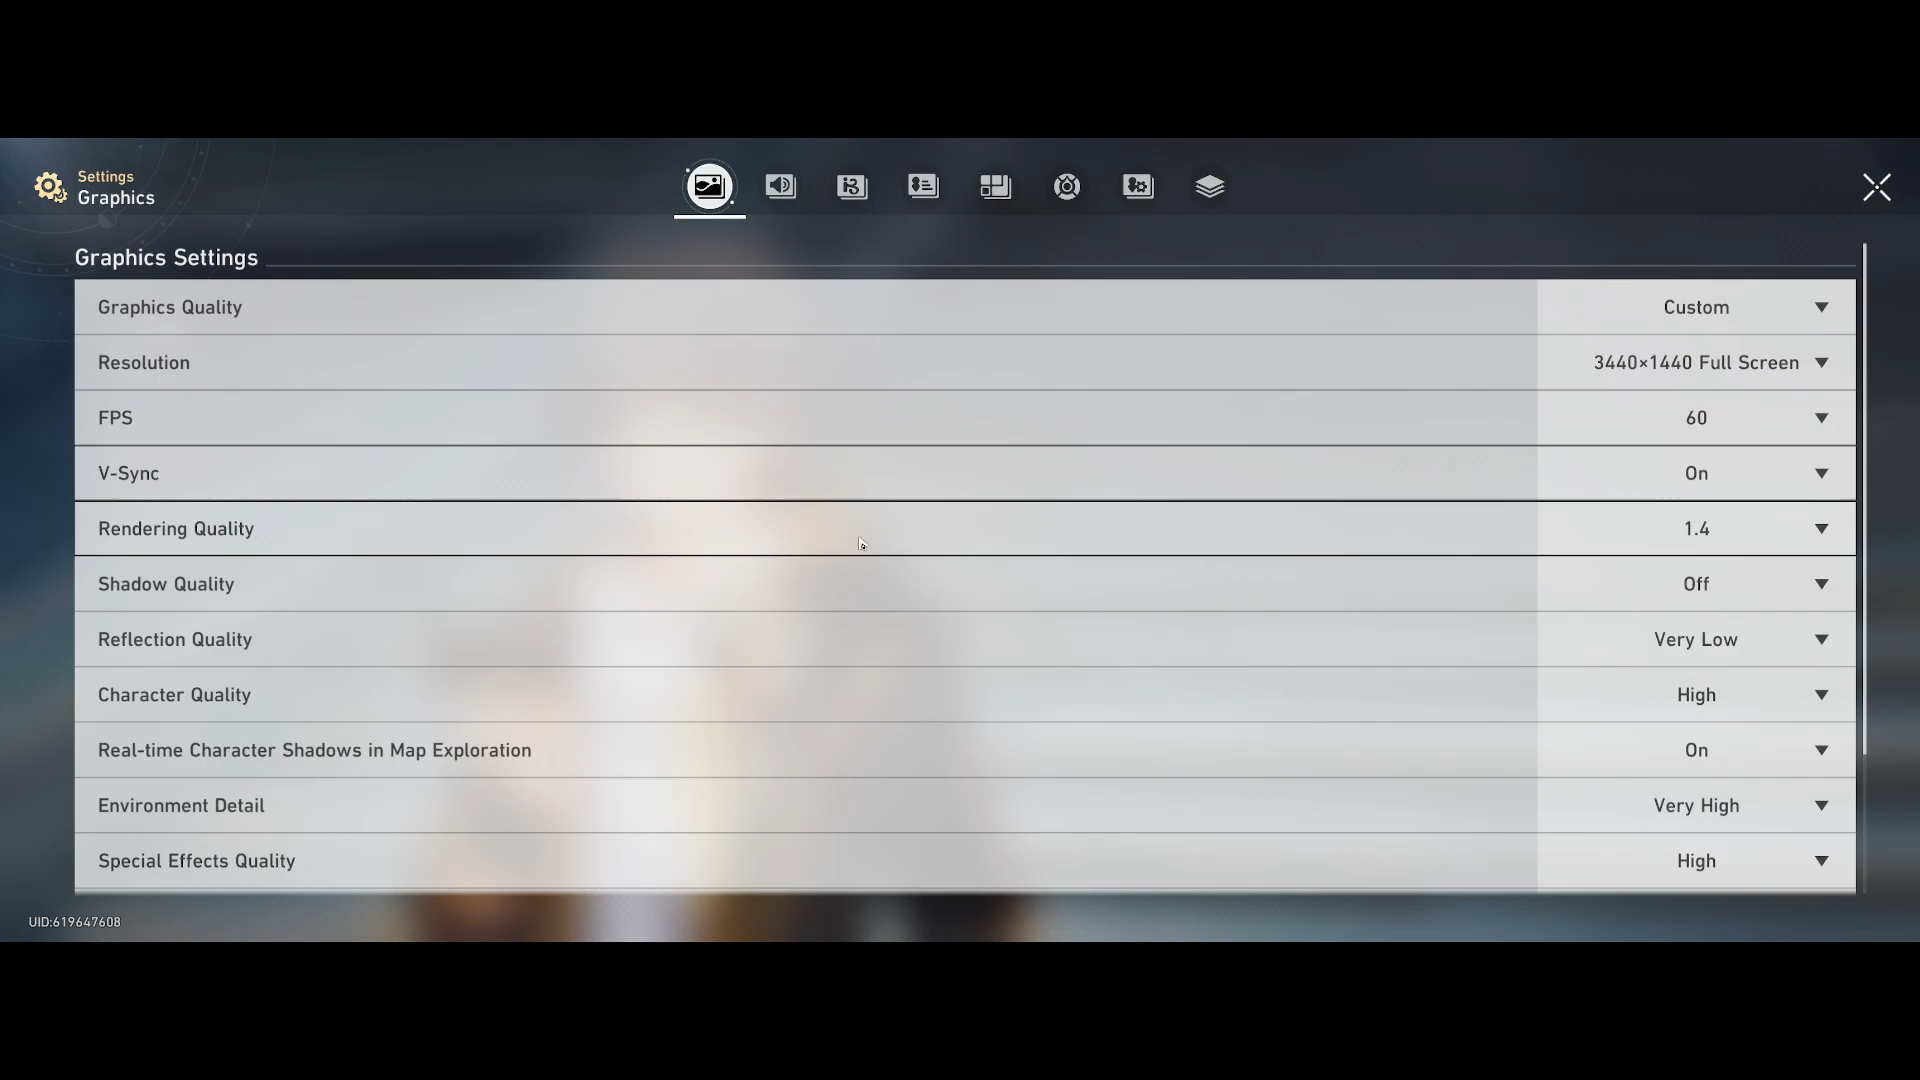 Settings
Graphics
Graphics Settings
Graphics Quality Custom
Resolution 3440×1440 Full Screen
FPS 60
V-Sync On
Rendering Quality 1.4
Shadow Quality Off
Reflection Quality Very Low
Character Quality High
Real-time Character Shadows in Map Exploration On
Environment Detail Very High
Special Effects Quality High
UID:619647608